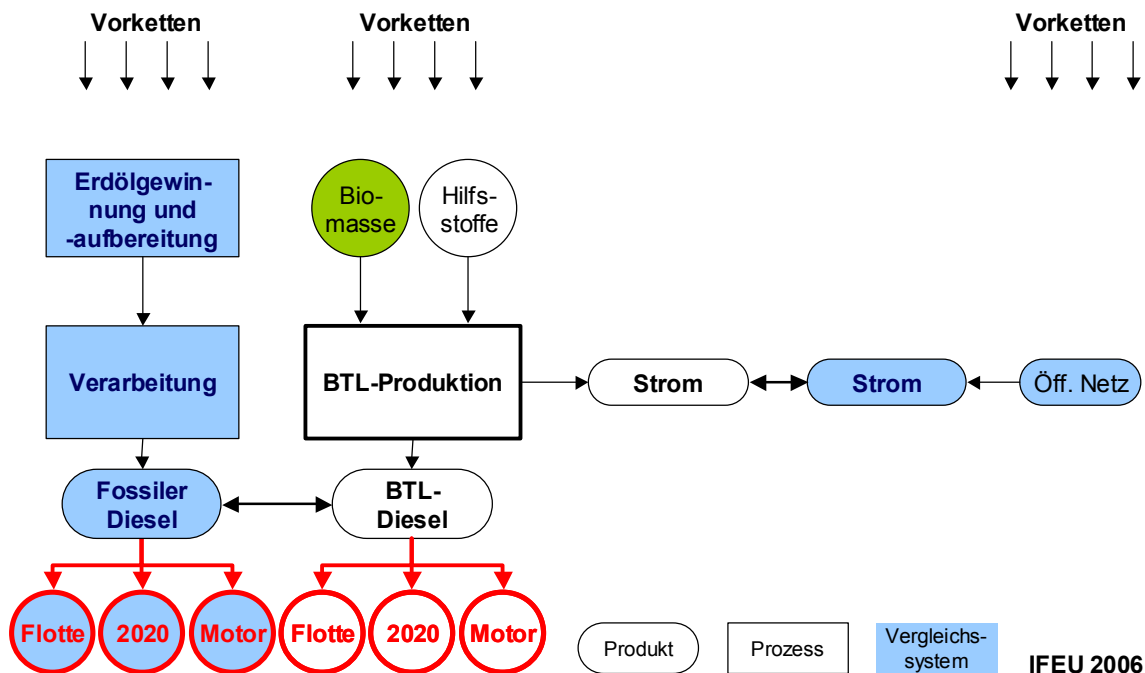 Vorketten
Vorketten
Vorketten
Erdölgewin-
nung und
-aufbereitung
Bio-
masse
Hilfs-
stoffe
Verarbeitung
BTL-Produktion
Strom
Strom
Öff. Netz
Fossiler
Diesel
BTL-
Diesel
Flotte
2020
Motor
Flotte
2020
Motor
Produkt
Prozess
Vergleichs-
system
IFEU 2006